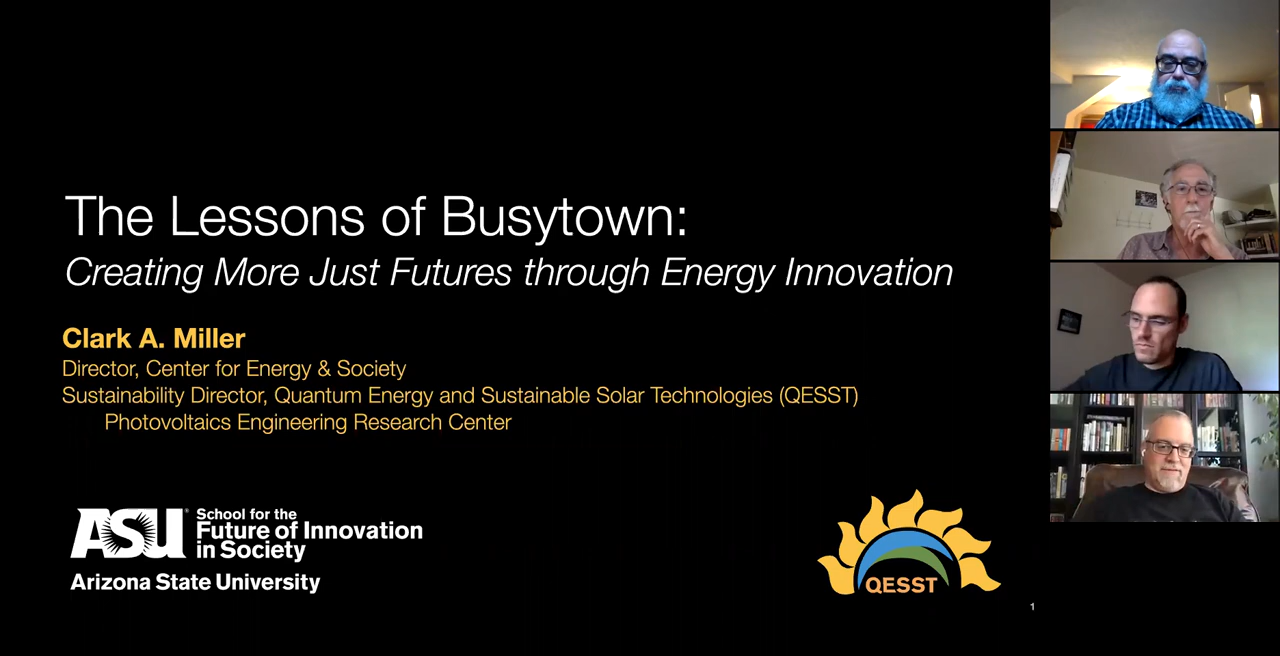 The Lessons of Busytown:
Creating More Just Futures through Energy Innovation
Clark A. Miller
Director, Center for Energy & Society
Sustainability Director, Quantum Energy and Sustainable Solar Technologies (QESST)
Photovoltaics Engineering Research Center
ASU School for the
Future of Innovation
in Society
Arizona State University
QESST
1